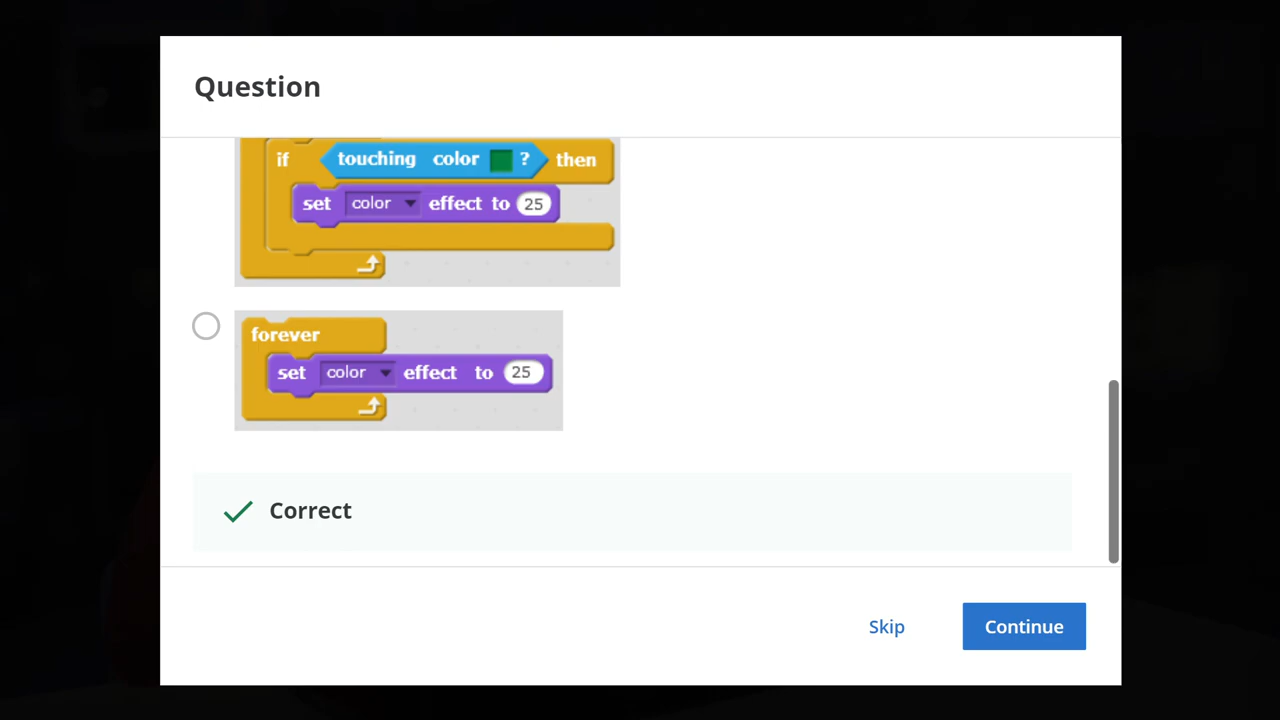 Question
if touching color ? then
set color effect to 25
forever
set color effect to 25
Correct
Skip Continue